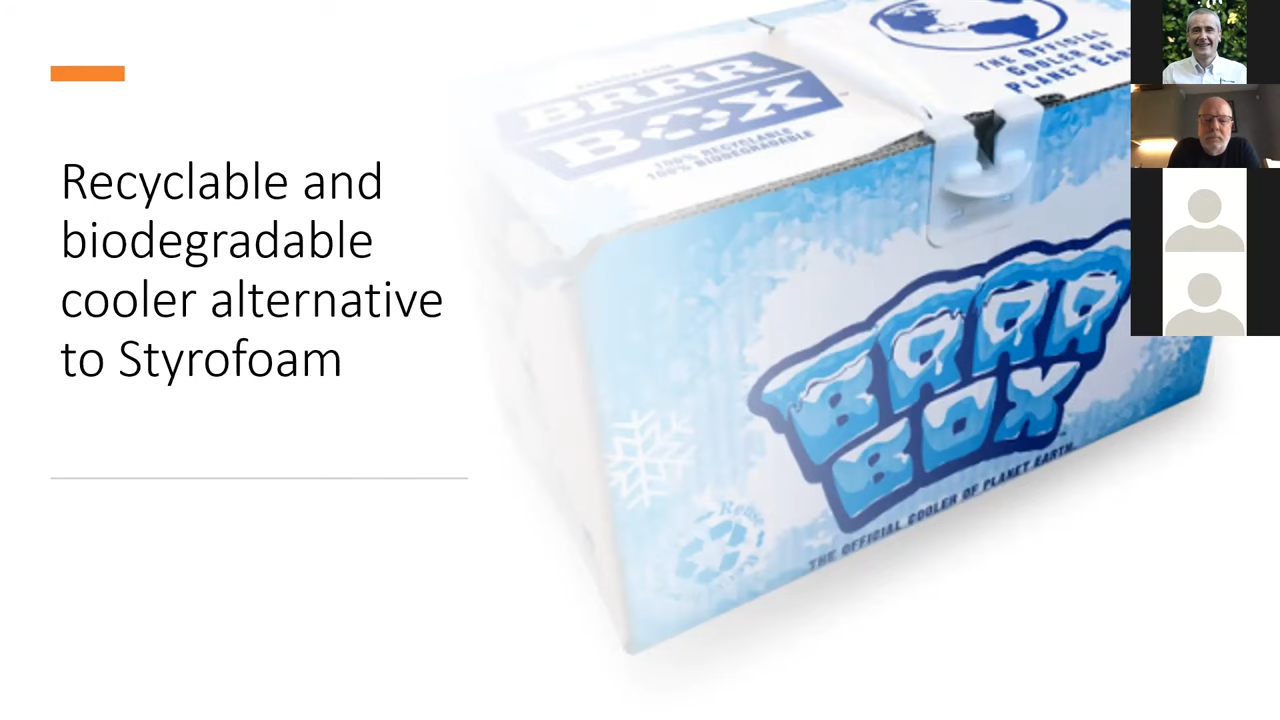 Recyclable and
biodegradable
cooler alternative
to Styrofoam
BRRR
BOX
100% RECYCLABLE
100% BIODEGRADABLE
THE OFFICIAL
COOLER OF
PLANET EAR
BRRR
BOX
THE OFFICIAL COOLER OF PLANET EARTH